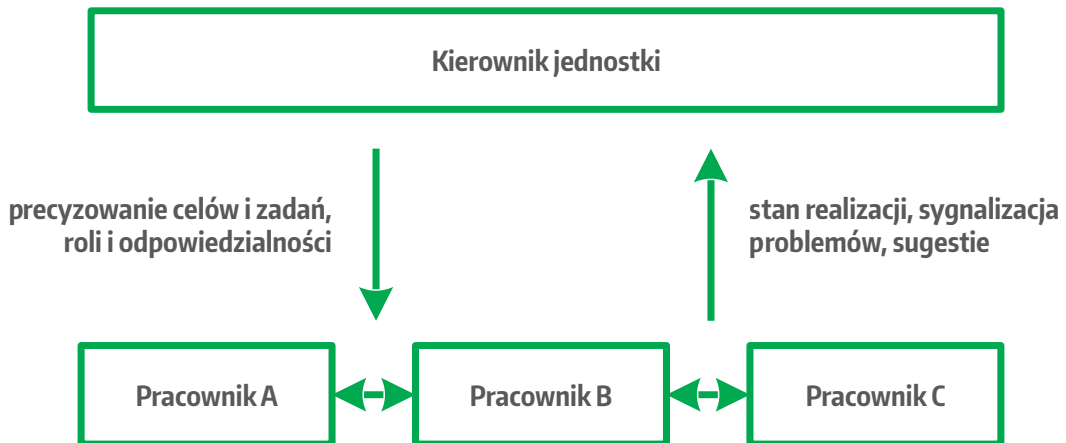 Kierownik jednostki
precyzowanie celów i zadań,
roli i odpowiedzialności
stan realizacji, sygnalizacja
problemów, sugestie
Pracownik A
Pracownik B
Pracownik C